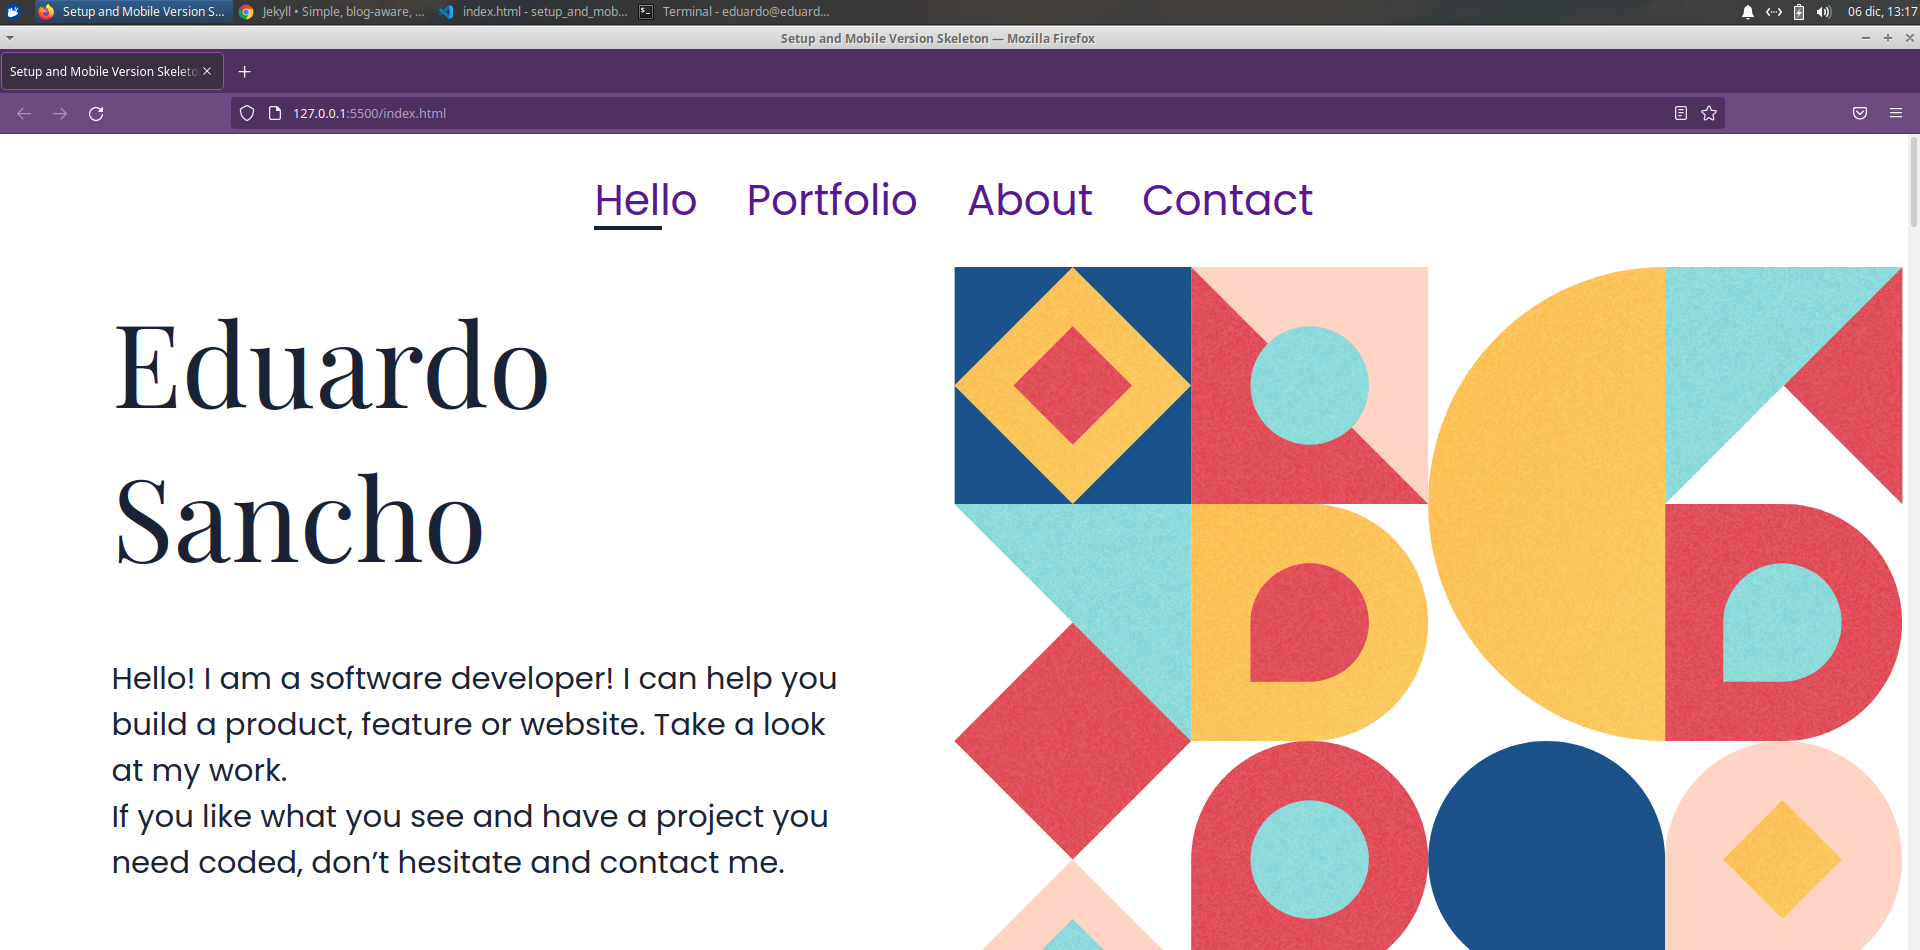 Setup and Mobile Version S...
Jekyll • Simple, blog-aware, ...
index.html - setup_and_mob...
Terminal - eduardo@eduard...
06 dic, 13:17
Setup and Mobile Version Skeleton — Mozilla Firefox
Setup and Mobile Version Skeleto
127.0.0.1:5500/index.html
Hello Portfolio About Contact
Eduardo
Sancho
Hello! I am a software developer! I can help you
build a product, feature or website. Take a look
at my work.
If you like what you see and have a project you
need coded, don’t hesitate and contact me.